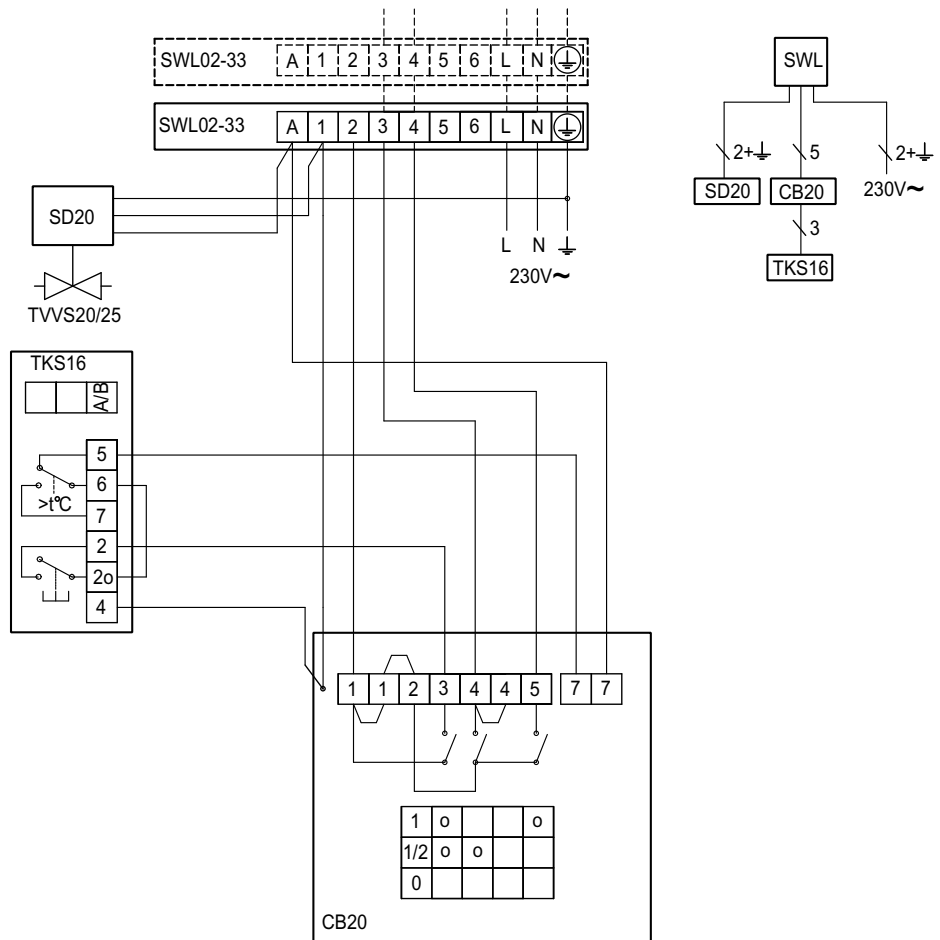 SWL02-33 A 1 2 3 4 5 6 L N
SWL02-33 A 1 2 3 4 5 6 L N
SWL
2+
5
2+
SD20
CB20
230V~
3
TKS16
SD20
L N
230V~
TVVS20/25
TKS16
A/B
5
6
>t°C
7
2
2o
4
1 1 2 3 4 4 5 7 7
1 o o
1/2 o o
0
CB20